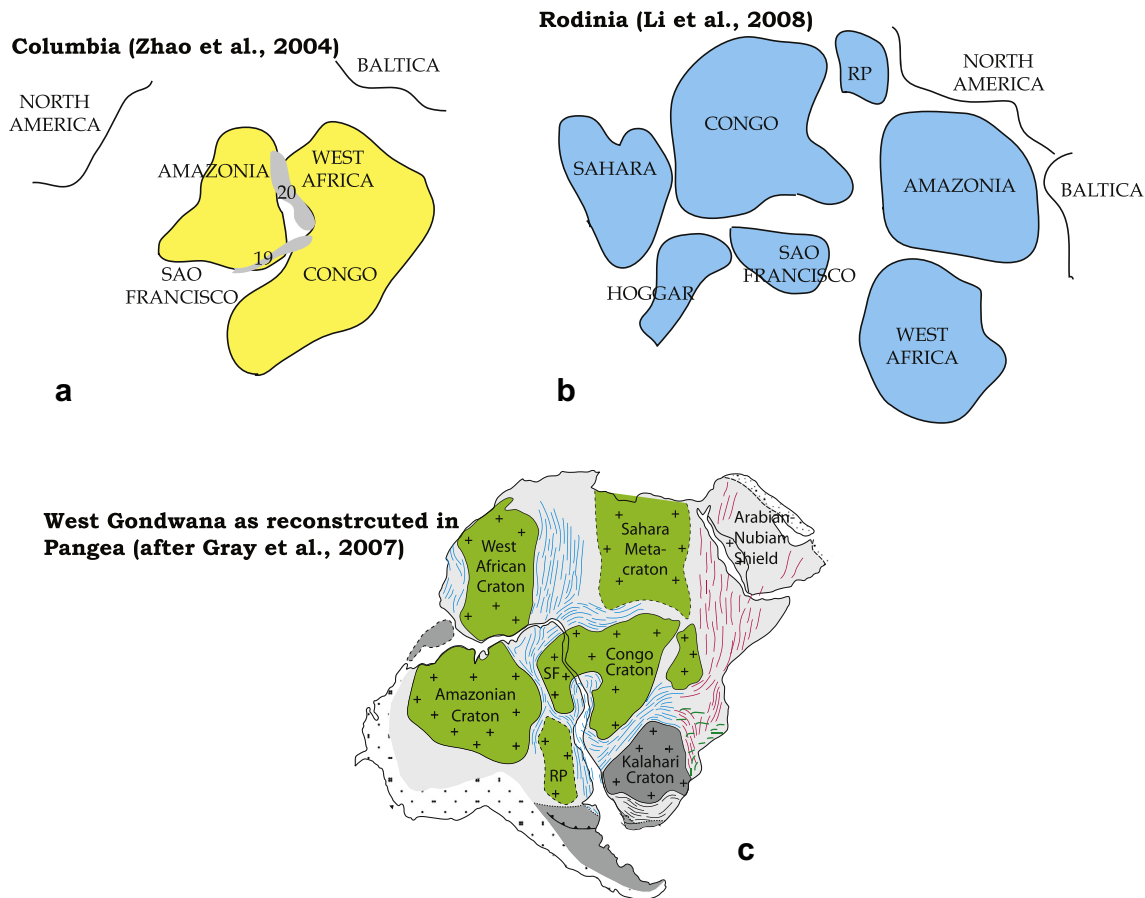 Columbia (Zhao et al., 2004)
NORTH
AMERICA
BALTICA
AMAZONIA
WEST
AFRICA
20
19
SAO
FRANCISCO
CONGO
a
Rodinia (Li et al., 2008)
RP
NORTH
AMERICA
CONGO
SAHARA
AMAZONIA
BALTICA
SAO
FRANCISCO
HOGGAR
WEST
AFRICA
b
West Gondwana as reconstrcuted in
Pangea (after Gray et al., 2007)
West
African
Craton
Sahara
Meta-
craton
Arabian-
Nubian
Shield
SF
Congo
Craton
Amazonian
Craton
RP
Kalahari
Craton
c